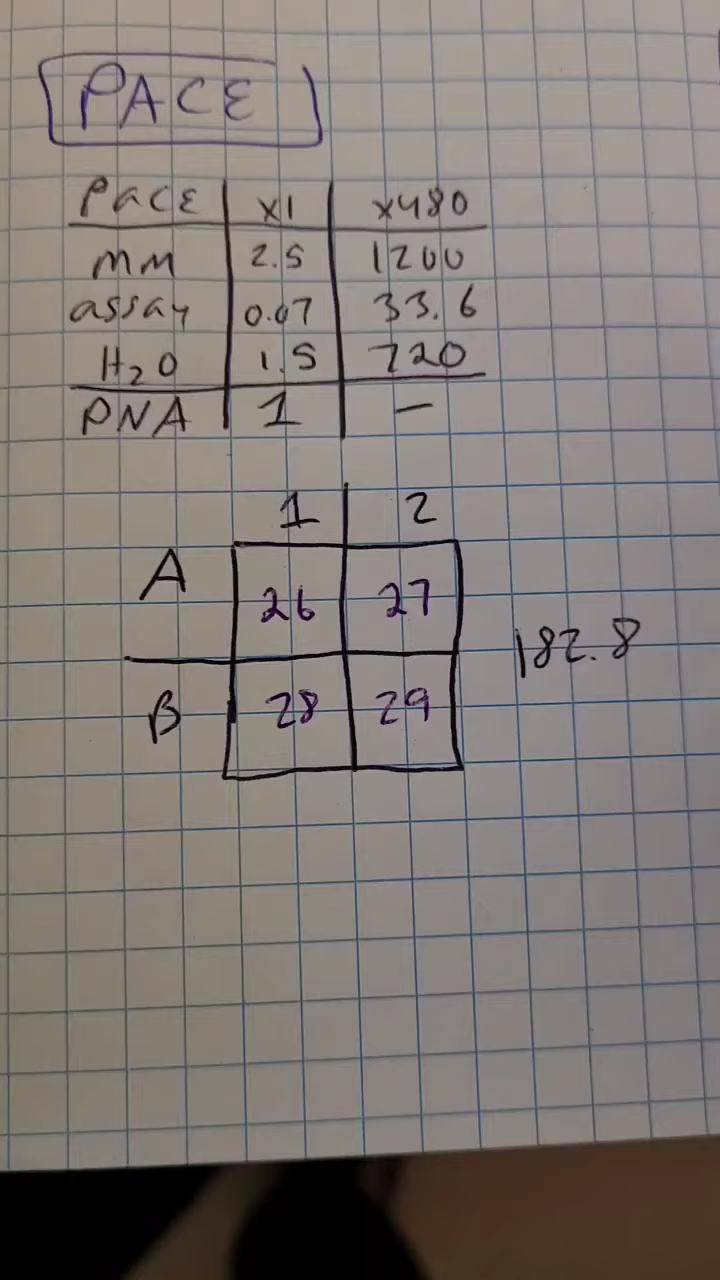 PACE
PACE x1 x480
MM 2.5 1200
assay 0.07 33.6
H2O 1.5 720
DNA 1 —
1 2
A 26 27
182.8
B 28 29